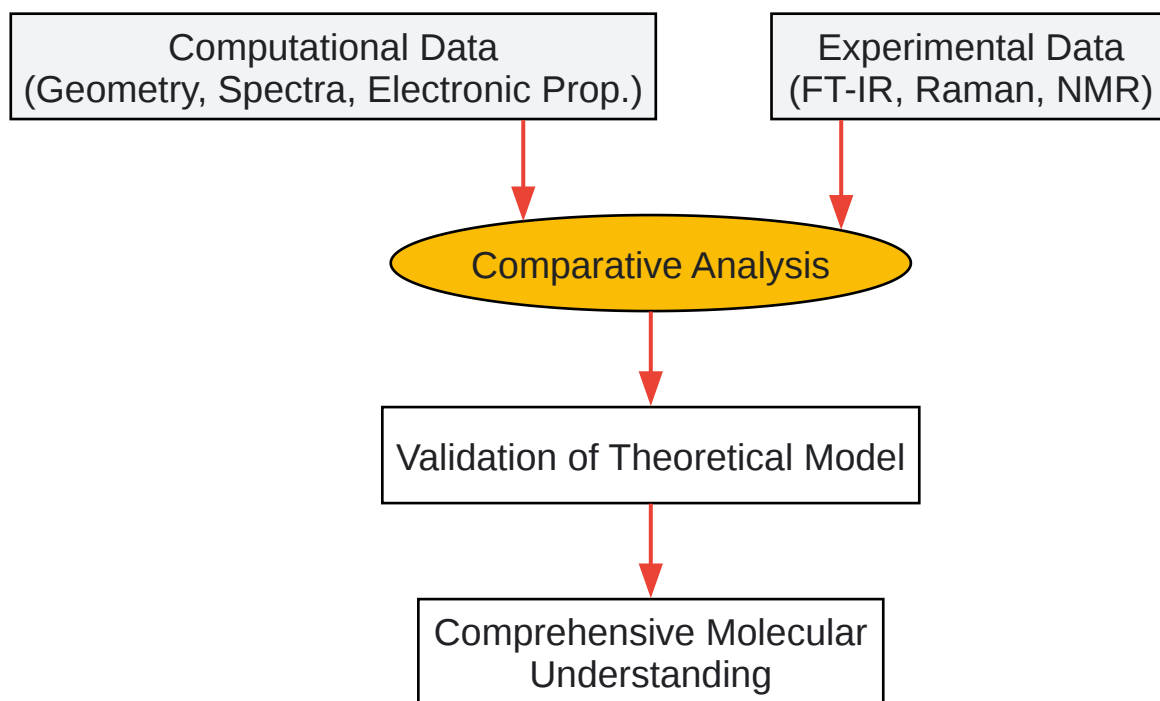 Computational Data
(Geometry, Spectra, Electronic Prop.)
Experimental Data
(FT-IR, Raman, NMR)
Comparative Analysis
Validation of Theoretical Model
Comprehensive Molecular
Understanding